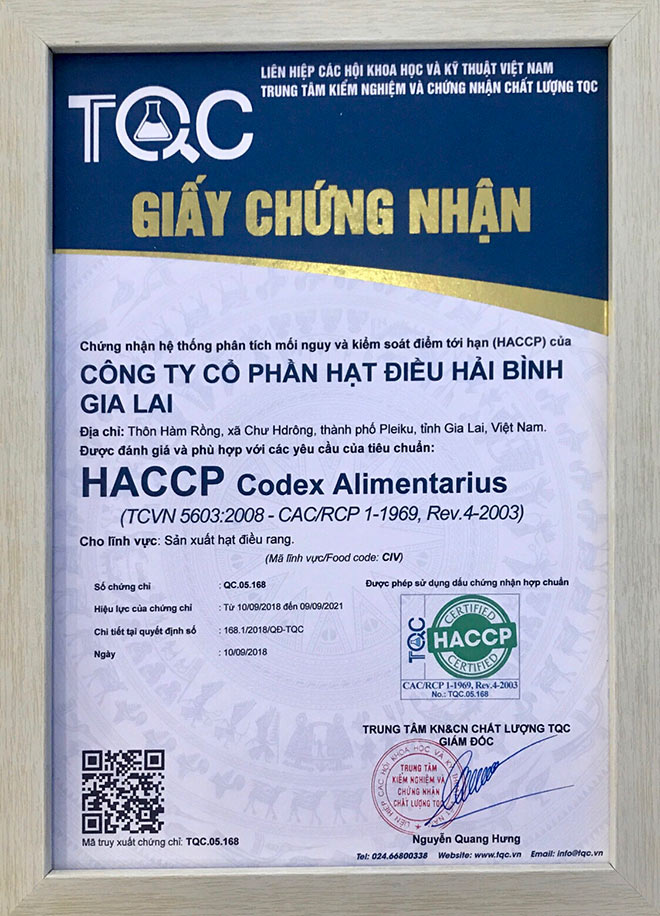 TQC
LIÊN HIỆP CÁC HỘI KHOA HỌC VÀ KỸ THUẬT VIỆT NAM
TRUNG TÂM KIỂM NGHIỆM VÀ CHỨNG NHẬN CHẤT LƯỢNG TQC
GIẤY CHỨNG NHẬN
Chứng nhận hệ thống phân tích mối nguy và kiểm soát điểm tới hạn (HACCP) của
CÔNG TY CỔ PHẦN HẠT ĐIỀU HẢI BÌNH
GIA LAI
Địa chỉ: Thôn Hàm Rồng, xã Chư Hdrông, thành phố Pleiku, tỉnh Gia Lai, Việt Nam.
Được đánh giá và phù hợp với các yêu cầu của tiêu chuẩn:
HACCP Codex Alimentarius
(TCVN 5603:2008 - CAC/RCP 1-1969, Rev.4-2003)
Cho lĩnh vực: Sản xuất hạt điều rang.
(Mã lĩnh vực/Food code: CIV)
Số chứng chỉ : QC.05.168
Hiệu lực của chứng chỉ : Từ 10/09/2018 đến 09/09/2021
Chi tiết tại quyết định số : 168.1/2018/QĐ-TQC
Ngày : 10/09/2018
Được phép sử dụng dấu chứng nhận hợp chuẩn
TQC
CERTIFIED
HACCP
CERTIFIED
CAC/RCP 1-1969, Rev.4-2003
No.: TQC.05.168
TRUNG TÂM KN&CN CHẤT LƯỢNG TQC
GIÁM ĐỐC
LIÊN HIỆP CÁC HỘI KHOA HỌC VÀ KỸ
TRUNG TÂM
KIỂM NGHIỆM VÀ
CHỨNG NHẬN
CHẤT LƯỢNG TQC
Nguyễn Quang Hưng
Mã truy xuất chứng chỉ: TQC.05.168
Tel: 024.66800338 Website: www.tqc.vn Email: info@tqc.vn